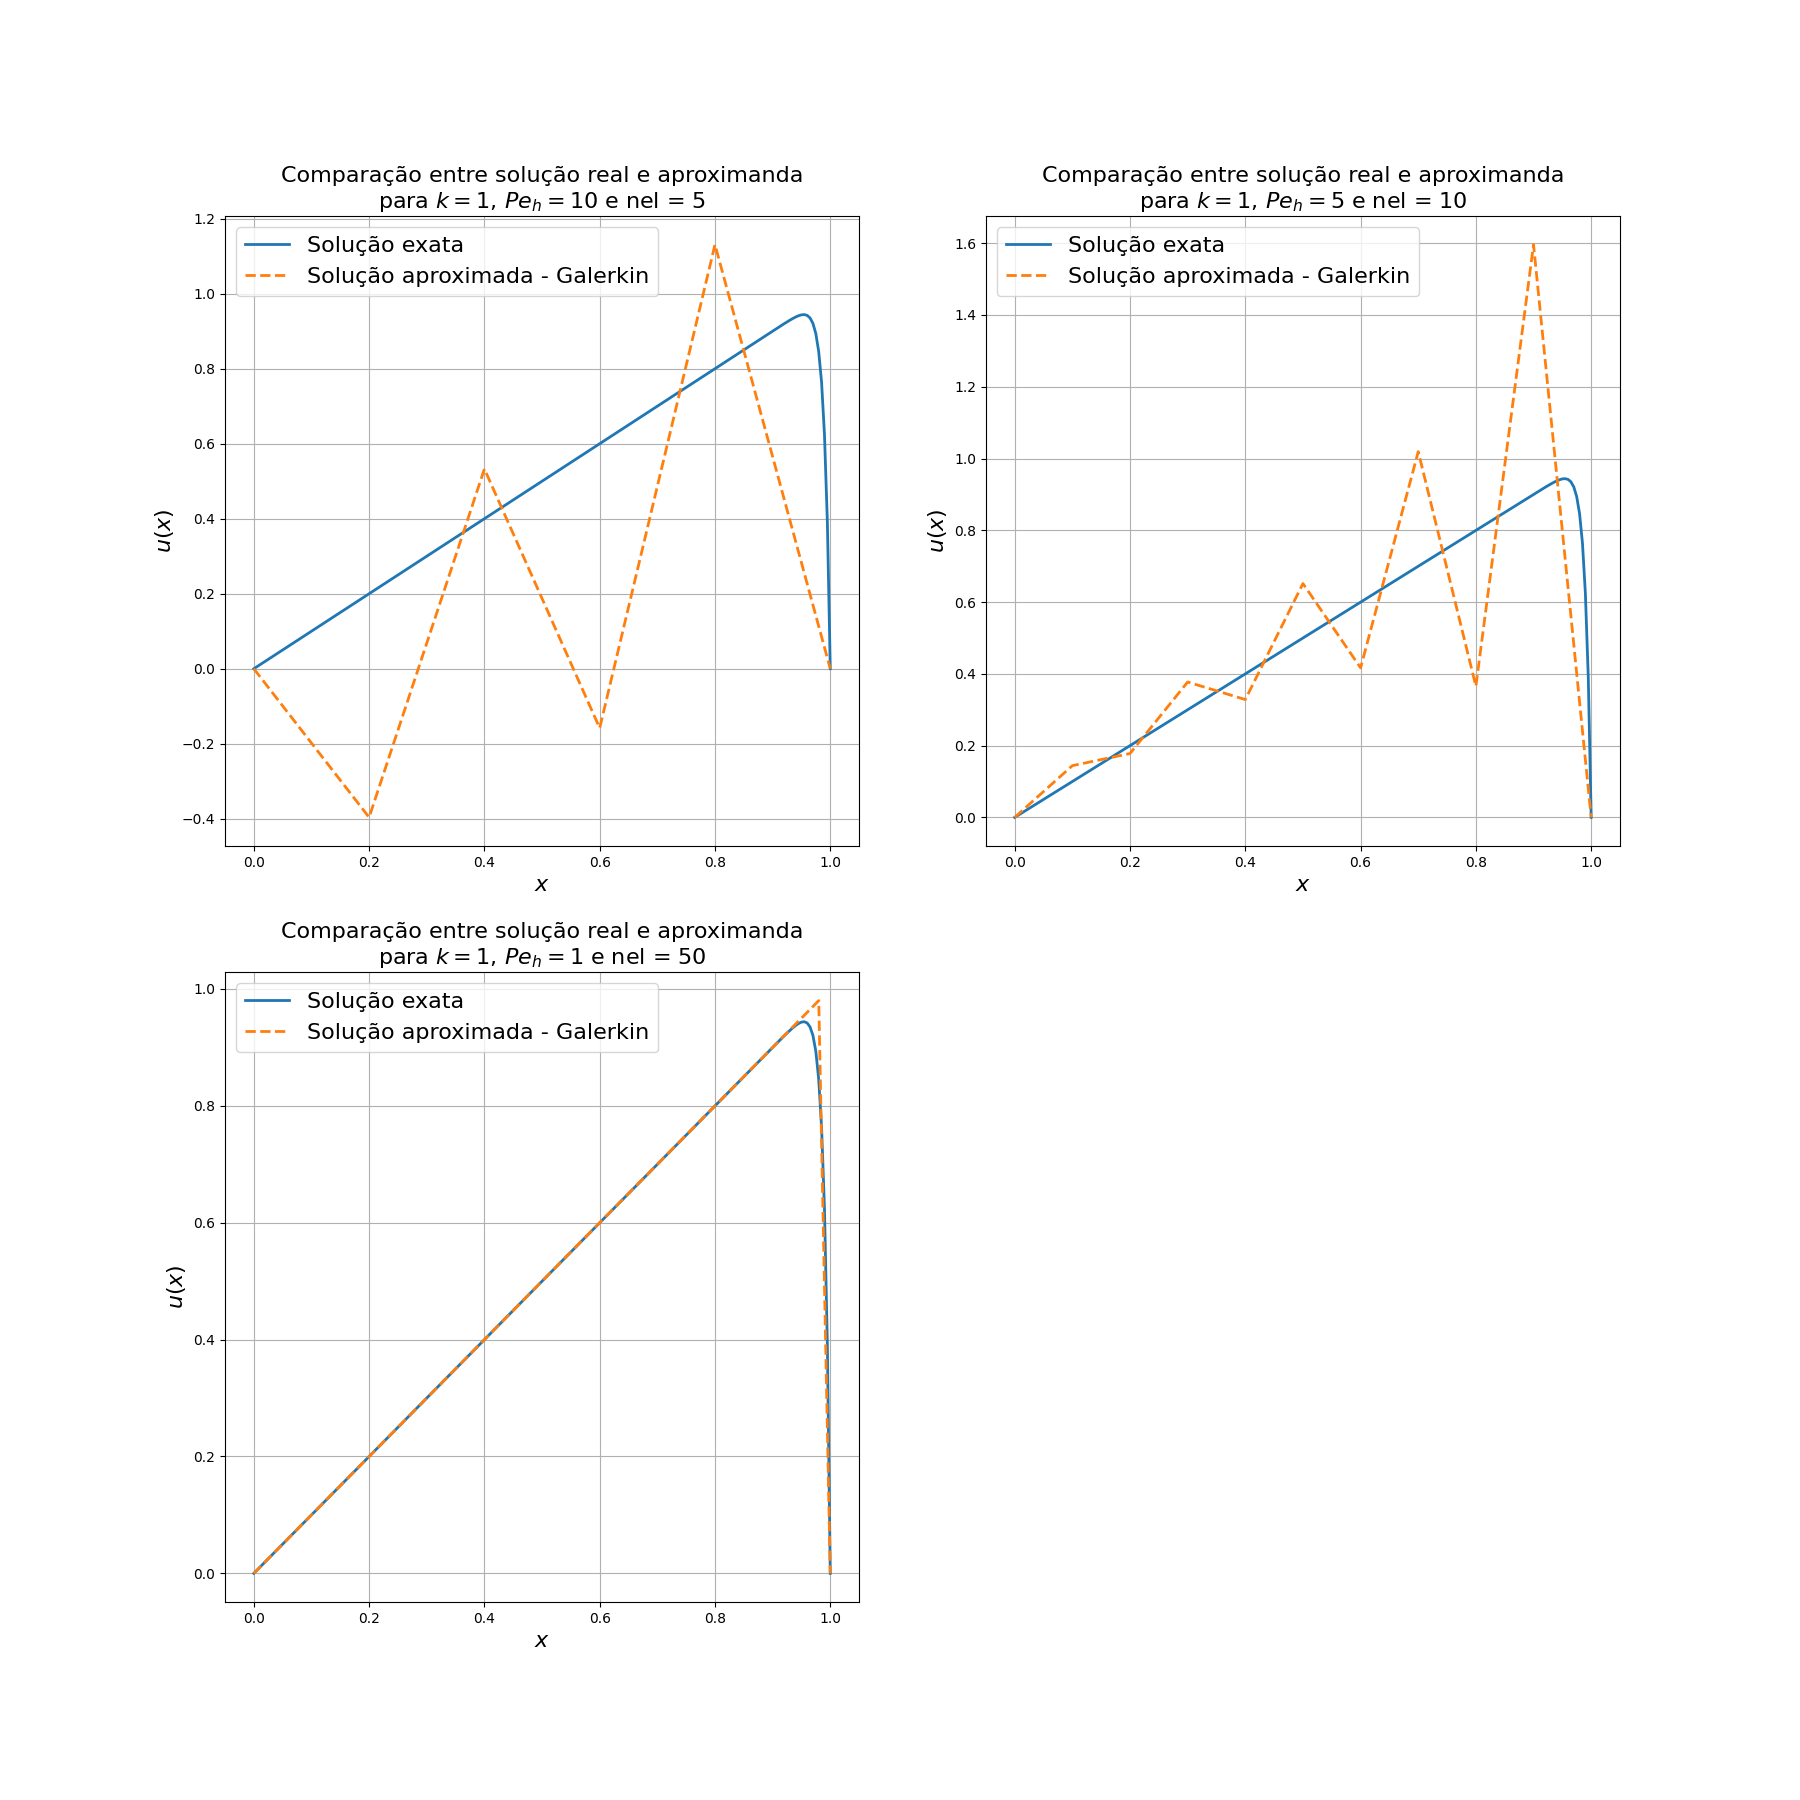 Comparação entre solução real e aproximanda
para k = 1, Pe_h = 10 e nel = 5
Solução exata
Solução aproximada - Galerkin
1.2
1.0
0.8
0.6
0.4
0.2
0.0
−0.2
−0.4
u(x)
0.0 0.2 0.4 0.6 0.8 1.0
x
Comparação entre solução real e aproximanda
para k = 1, Pe_h = 5 e nel = 10
Solução exata
Solução aproximada - Galerkin
1.6
1.4
1.2
1.0
0.8
0.6
0.4
0.2
0.0
u(x)
0.0 0.2 0.4 0.6 0.8 1.0
x
Comparação entre solução real e aproximanda
para k = 1, Pe_h = 1 e nel = 50
Solução exata
Solução aproximada - Galerkin
1.0
0.8
0.6
0.4
0.2
0.0
u(x)
0.0 0.2 0.4 0.6 0.8 1.0
x